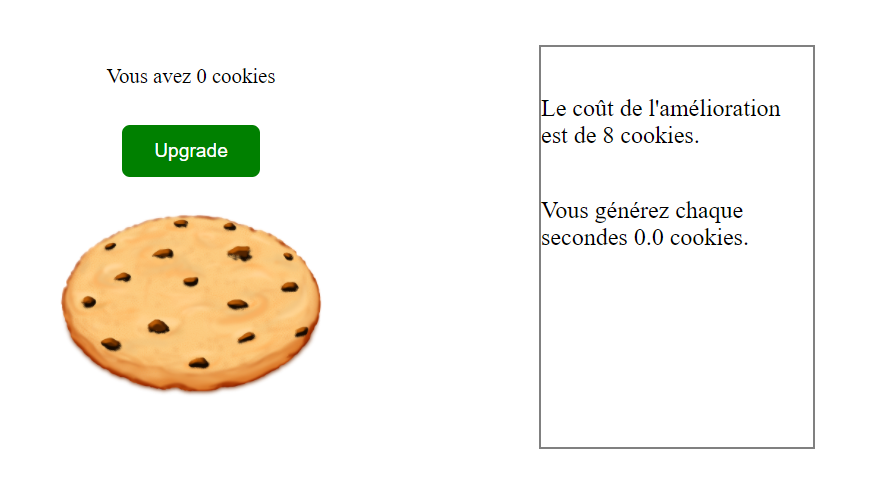 Vous avez 0 cookies
Upgrade
Le coût de l'amélioration
est de 8 cookies.
Vous générez chaque
secondes 0.0 cookies.